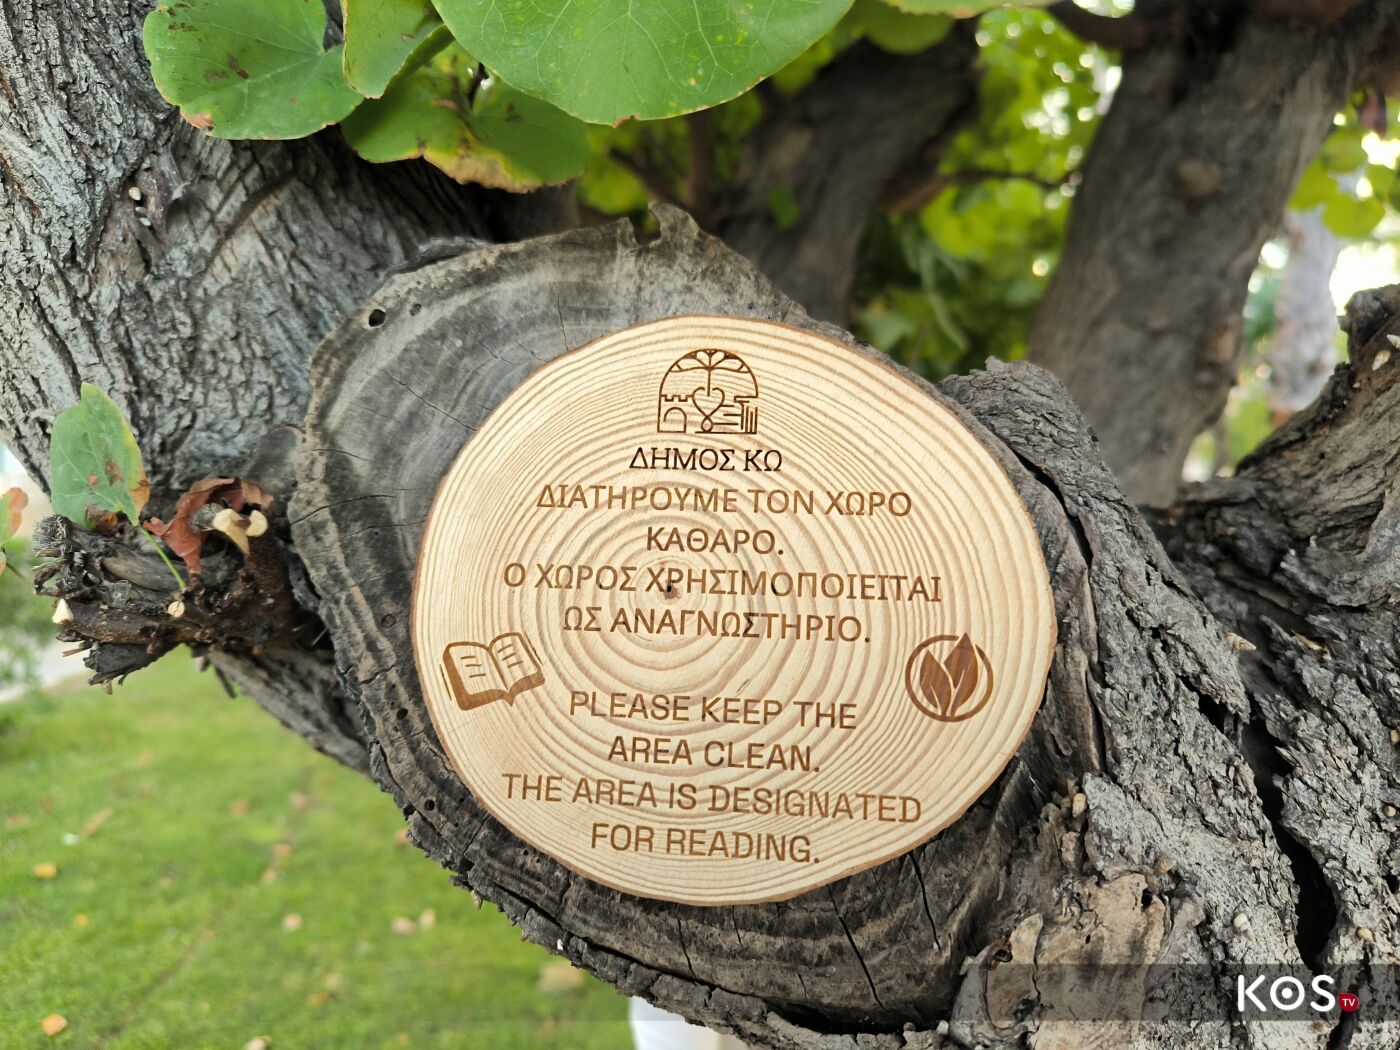 ΔΗΜΟΣ ΚΩ
ΔΙΑΤΗΡΟΥΜΕ ΤΟΝ ΧΩΡΟ
ΚΑΘΑΡΟ.
Ο ΧΩΡΟΣ ΧΡΗΣΙΜΟΠΟΙΕΙΤΑΙ
ΩΣ ΑΝΑΓΝΩΣΤΗΡΙΟ.
PLEASE KEEP THE
AREA CLEAN.
THE AREA IS DESIGNATED
FOR READING.
KOS TV